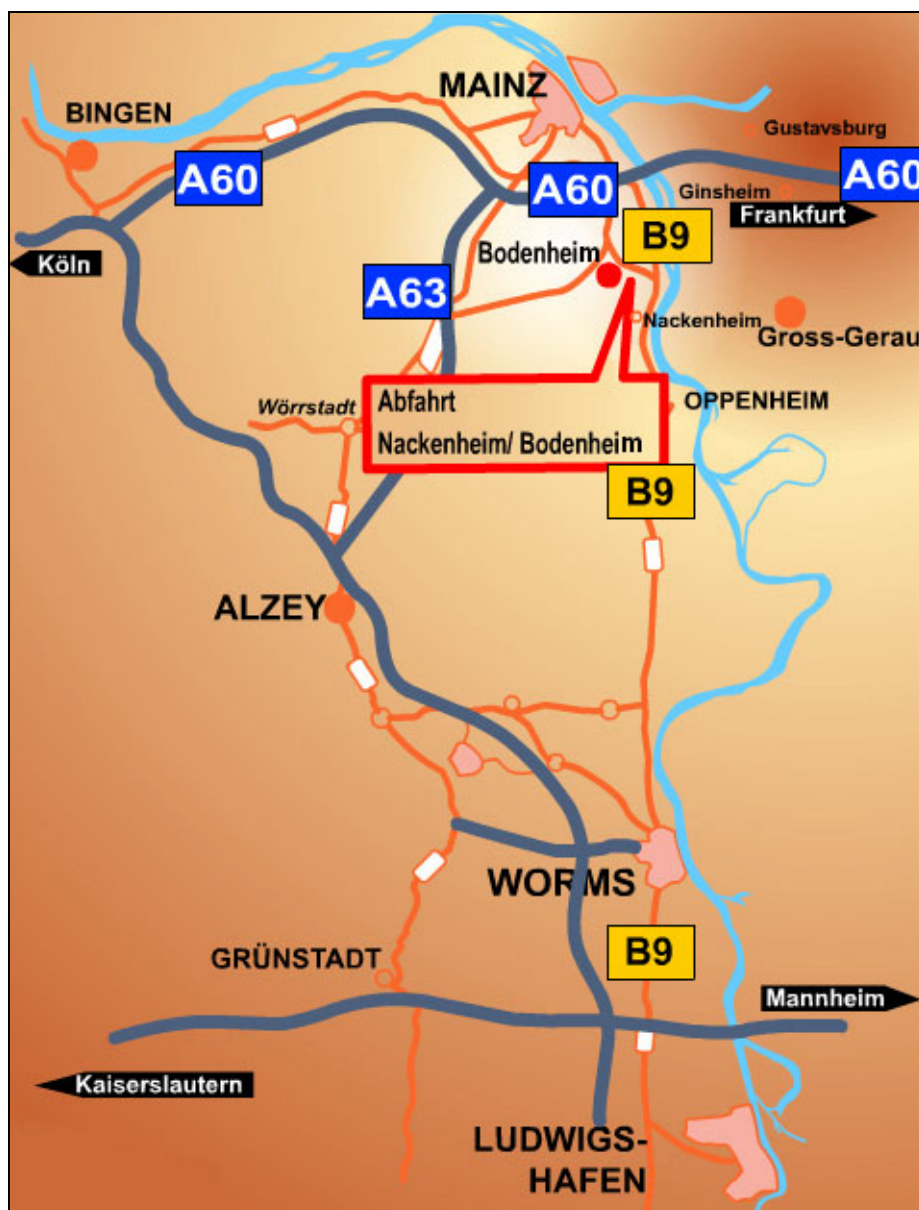 MAINZ
BINGEN
Gustavsburg
A60
A60
A60
Ginsheim
Frankfurt
B9
Bodenheim
Köln
A63
Nackenheim
Gross-Gerau
Abfahrt
Nackenheim/ Bodenheim
Wörrstadt
OPPENHEIM
B9
ALZEY
WORMS
B9
GRÜNSTADT
Mannheim
Kaiserslautern
LUDWIGS-
HAFEN